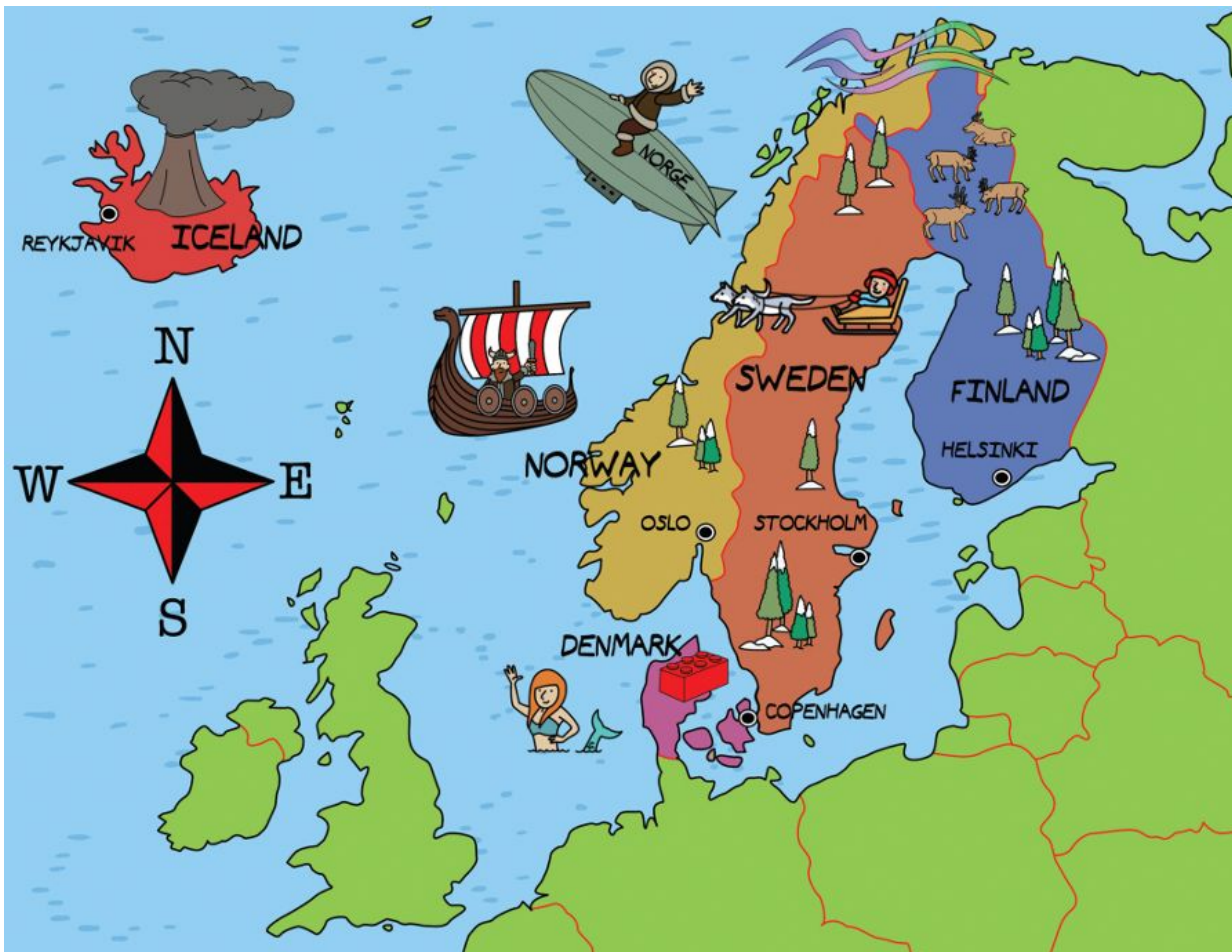 NORGE
REYKJAVIK
ICELAND
N
W
E
S
SWEDEN
FINLAND
NORWAY
HELSINKI
OSLO
STOCKHOLM
DENMARK
COPENHAGEN